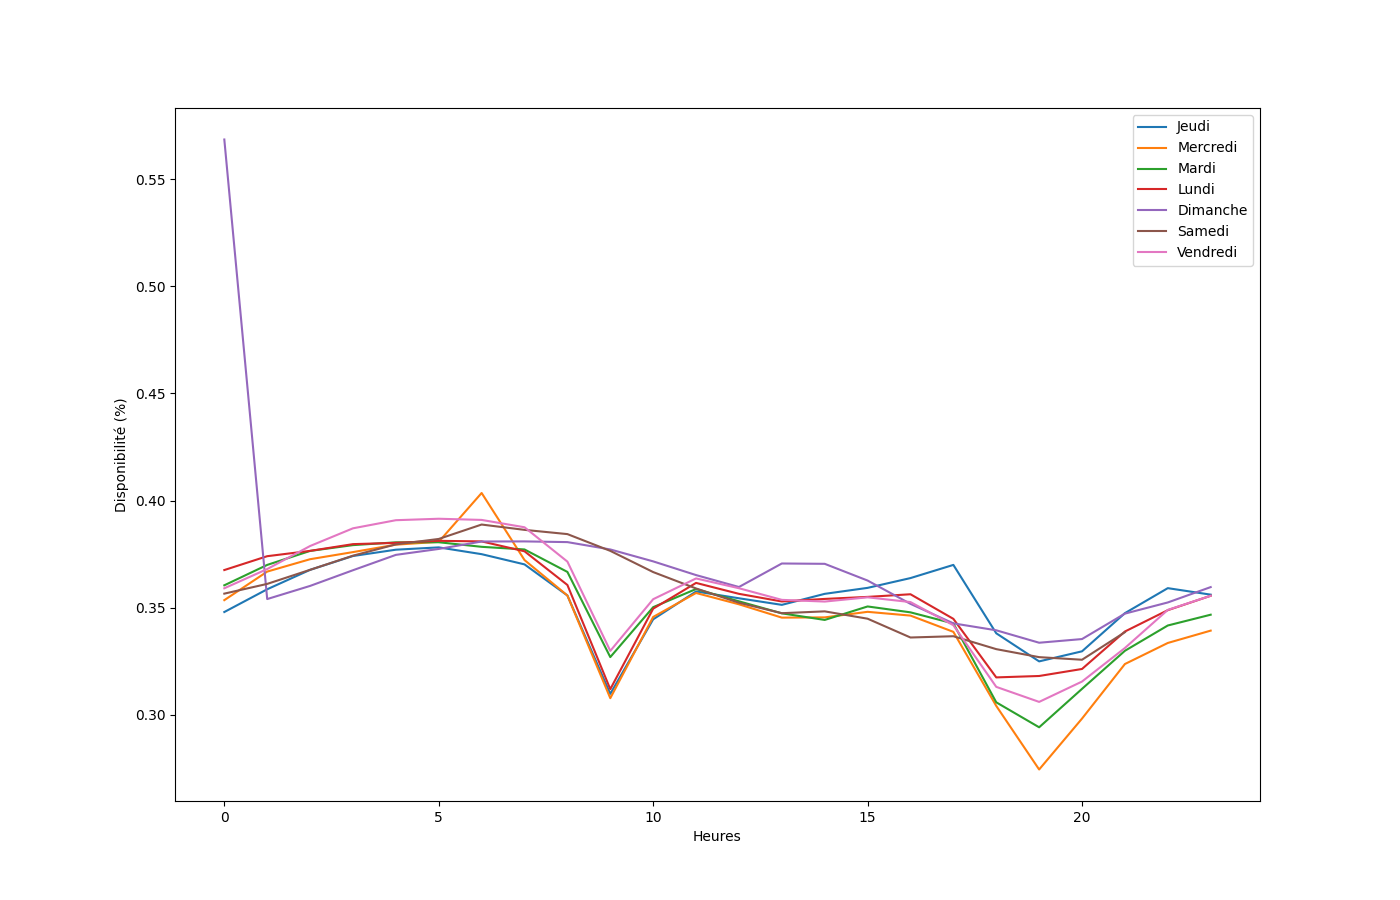 0.55
0.50
0.45
0.40
0.35
0.30
Disponibilité (%)
Jeudi
Mercredi
Mardi
Lundi
Dimanche
Samedi
Vendredi
0 5 10 15 20
Heures